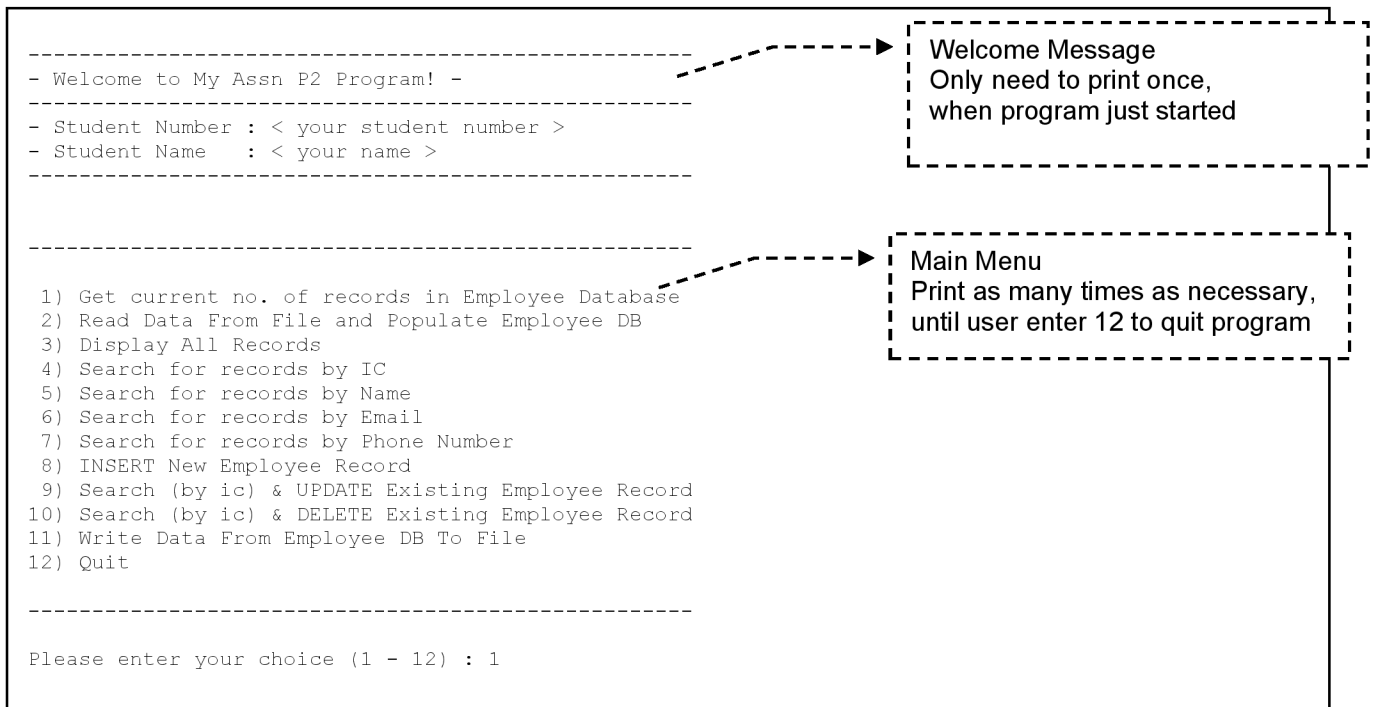 -----------------------------------------------------
- Welcome to My Assn P2 Program! -
-----------------------------------------------------
- Student Number : < your student number >
- Student Name   : < your name >
-----------------------------------------------------
Welcome Message
Only need to print once,
when program just started
-----------------------------------------------------
 1) Get current no. of records in Employee Database
 2) Read Data From File and Populate Employee DB
 3) Display All Records
 4) Search for records by IC
 5) Search for records by Name
 6) Search for records by Email
 7) Search for records by Phone Number
 8) INSERT New Employee Record
 9) Search (by ic) & UPDATE Existing Employee Record
10) Search (by ic) & DELETE Existing Employee Record
11) Write Data From Employee DB To File
12) Quit
-----------------------------------------------------
Main Menu
Print as many times as necessary,
until user enter 12 to quit program
Please enter your choice (1 - 12) : 1